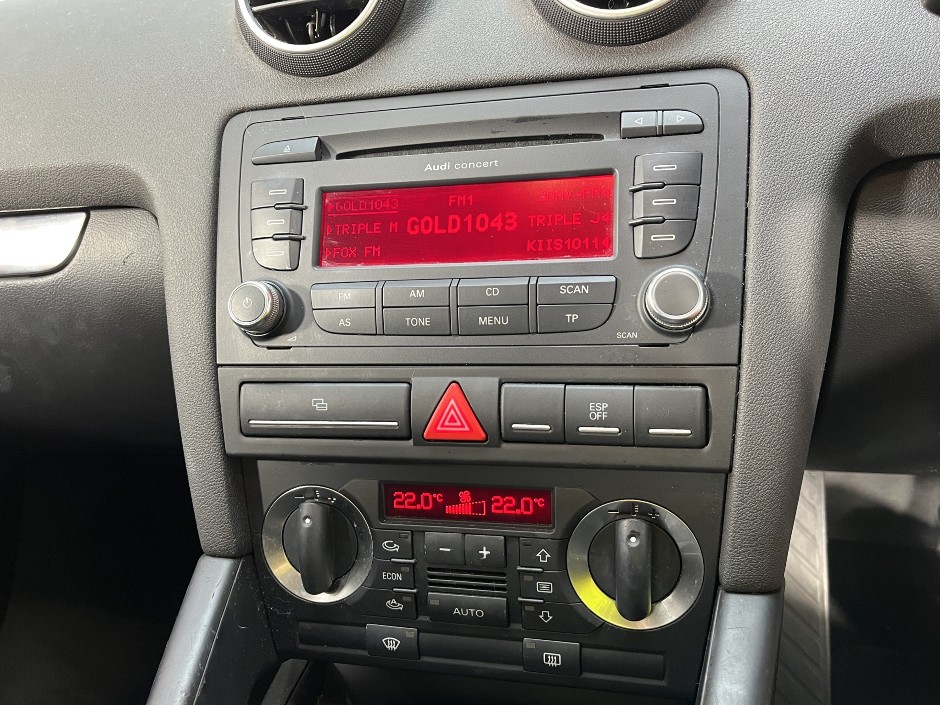 Audi concert
GOLD1043 FM1
TRIPLE M GOLD1043 TRIPLE J
FOX FM KIIS1011
FM AM CD SCAN
AS TONE MENU TP
SCAN
ESP
OFF
22.0°C 22.0°C
ECON
AUTO